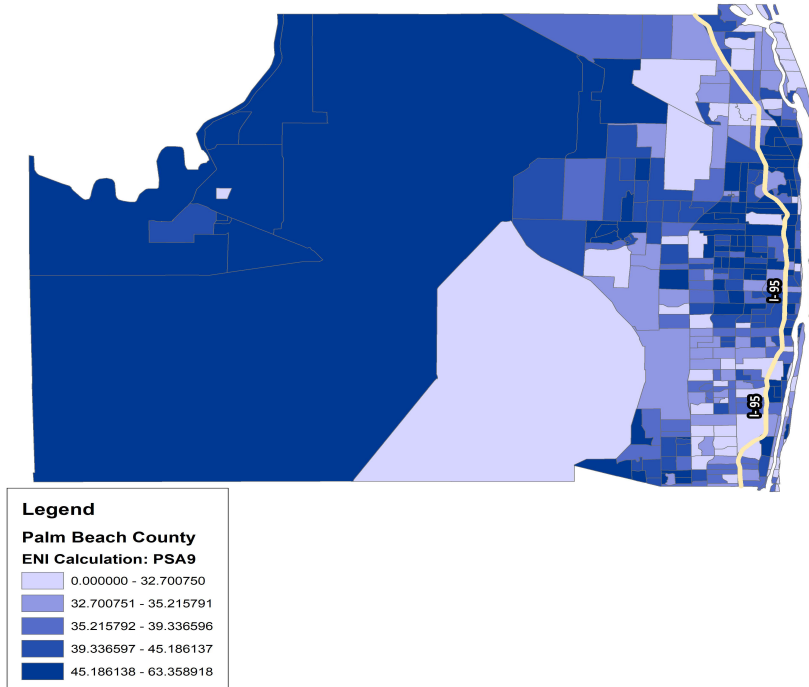 I- 95
I- 95
Legend
Palm Beach County
ENI Calculation: PSA9
0.000000 - 32.700750
32.700751 - 35.215791
35.215792 - 39.336596
39.336597 - 45.186137
45.186138 - 63.358918